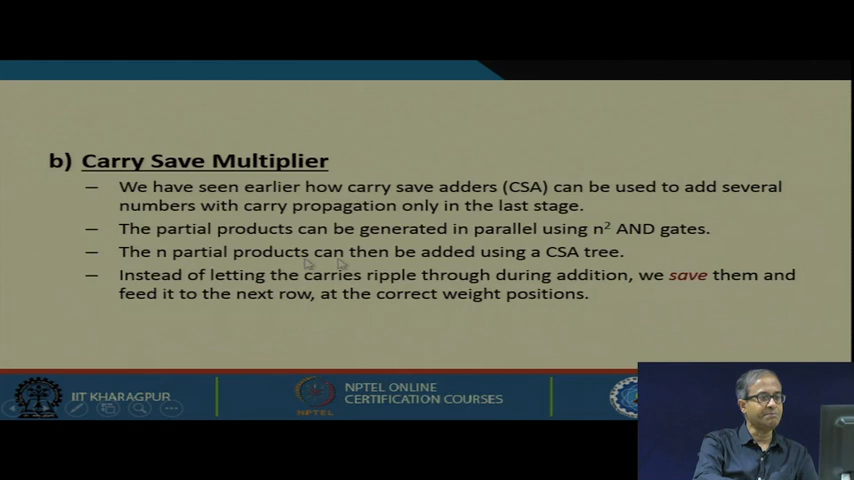 b) Carry Save Multiplier
– We have seen earlier how carry save adders (CSA) can be used to add several
numbers with carry propagation only in the last stage.
– The partial products can be generated in parallel using n² AND gates.
– The n partial products can then be added using a CSA tree.
– Instead of letting the carries ripple through during addition, we save them and
feed it to the next row, at the correct weight positions.
IIT KHARAGPUR
NPTEL
NPTEL ONLINE
CERTIFICATION COURSES